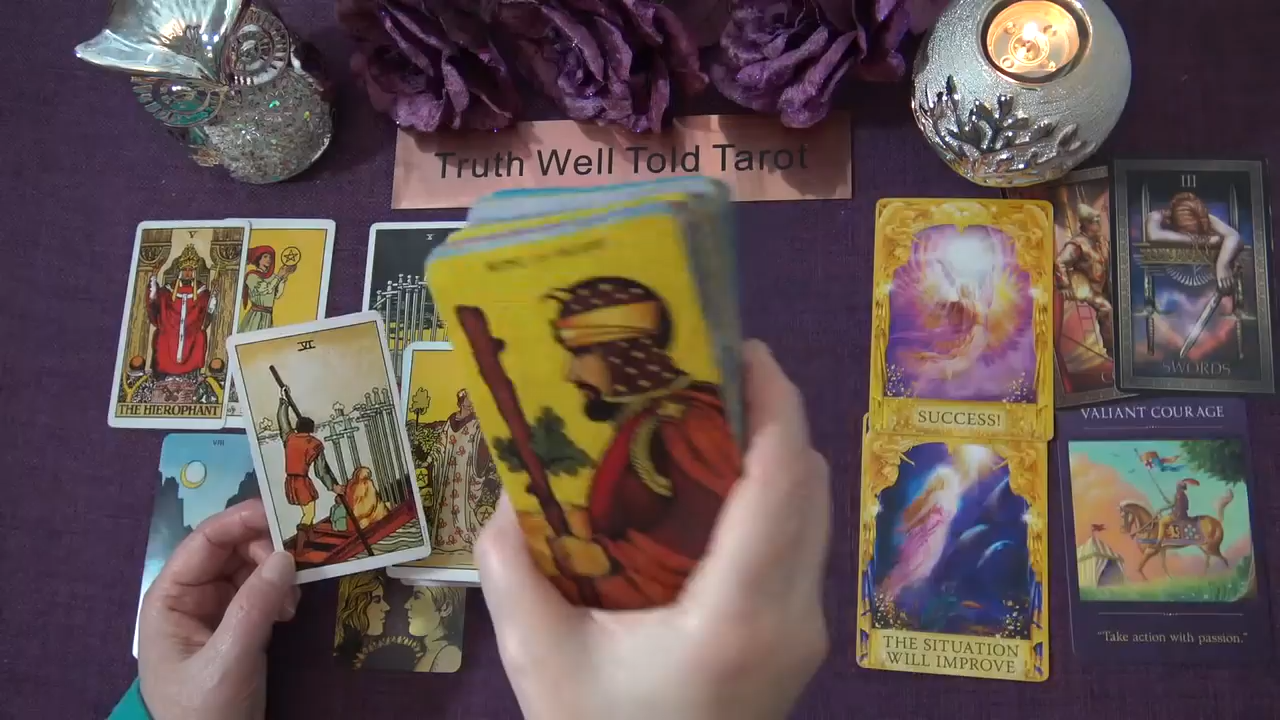 Truth Well Told Tarot
V
THE HIEROPHANT
VI
VIII
SUCCESS!
THE SITUATION
WILL IMPROVE
III
SWORDS
VALIANT COURAGE
"Take action with passion."